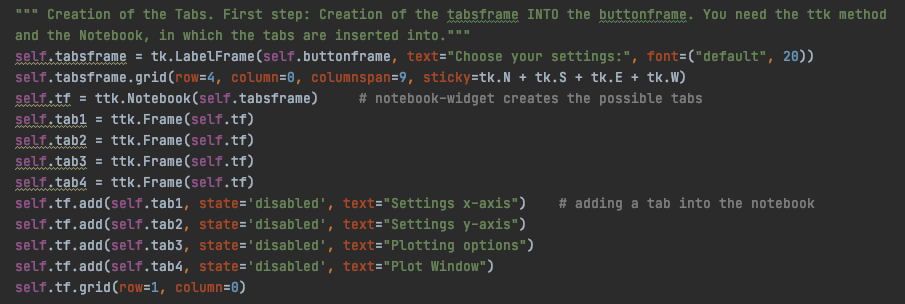 """ Creation of the Tabs. First step: Creation of the tabsframe INTO the buttonframe. You need the ttk method
and the Notebook, in which the tabs are inserted into."""
self.tabsframe = tk.LabelFrame(self.buttonframe, text="Choose your settings:", font=("default", 20))
self.tabsframe.grid(row=4, column=0, columnspan=9, sticky=tk.N + tk.S + tk.E + tk.W)
self.tf = ttk.Notebook(self.tabsframe)     # notebook-widget creates the possible tabs
self.tab1 = ttk.Frame(self.tf)
self.tab2 = ttk.Frame(self.tf)
self.tab3 = ttk.Frame(self.tf)
self.tab4 = ttk.Frame(self.tf)
self.tf.add(self.tab1, state='disabled', text="Settings x-axis")    # adding a tab into the notebook
self.tf.add(self.tab2, state='disabled', text="Settings y-axis")
self.tf.add(self.tab3, state='disabled', text="Plotting options")
self.tf.add(self.tab4, state='disabled', text="Plot Window")
self.tf.grid(row=1, column=0)